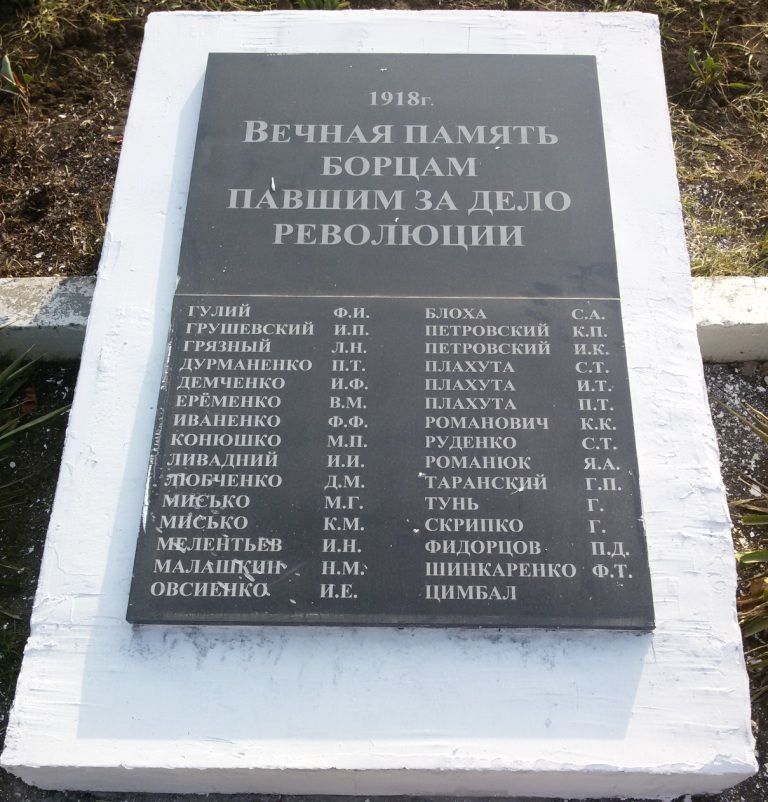 1918г.
ВЕЧНАЯ ПАМЯТЬ
БОРЦАМ
ПАВШИМ ЗА ДЕЛО
РЕВОЛЮЦИИ
ГУЛИЙ Ф.И.
ГРУШЕВСКИЙ И.П.
ГРЯЗНЫЙ Л.Н.
ДУРМАНЕНКО П.Т.
ДЕМЧЕНКО И.Ф.
ЕРЁМЕНКО В.М.
ИВАНЕНКО Ф.Ф.
КОНЮШКО М.П.
ЛИВАДНИЙ И.И.
ЛЮБЧЕНКО Д.М.
МИСЬКО М.Г.
МИСЬКО К.М.
МЕЛЕНТЬЕВ И.Н.
МАЛАШКИН Н.М.
ОВСИЕНКО И.Е.
БЛОХА С.А.
ПЕТРОВСКИЙ К.П.
ПЕТРОВСКИЙ И.К.
ПЛАХУТА С.Т.
ПЛАХУТА И.Т.
ПЛАХУТА П.Т.
РОМАНОВИЧ К.К.
РУДЕНКО С.Т.
РОМАНЮК Я.А.
ТАРАНСКИЙ Г.П.
ТУНЬ Г.
СКРИПКО Г.
ФИДОРЦОВ П.Д.
ШИНКАРЕНКО Ф.Т.
ЦИМБАЛ